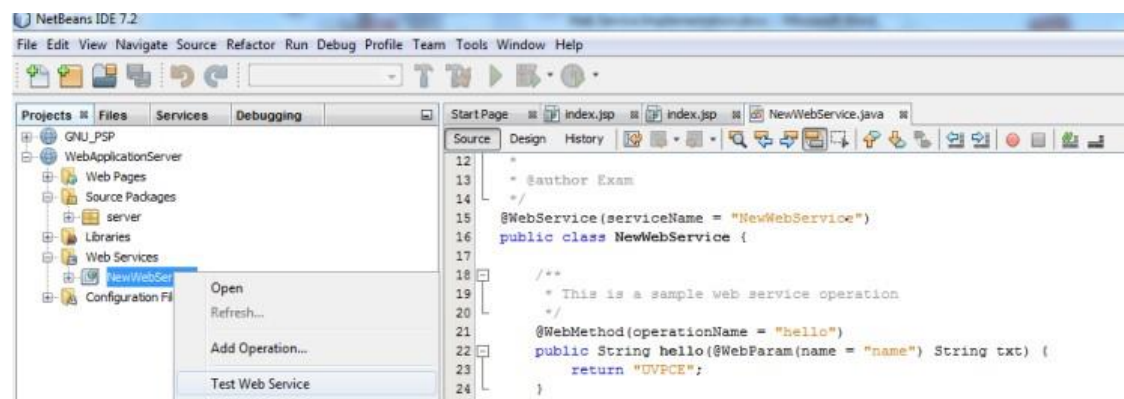 NetBeans IDE 7.2
File Edit View Navigate Source Refactor Run Debug Profile Team Tools Window Help
Projects Files Services Debugging
Start Page index.jsp index.jsp NewWebService.java
GNU_PSP
Source Design History
WebApplicationServer
Web Pages
Source Packages
server
Libraries
Web Services
NewWebSer
Configuration Fil
Open
Refresh...
Add Operation...
Test Web Service
12 *
13 * @author Exam
14 */
15 @WebService(serviceName = "NewWebService")
16 public class NewWebService {
17
18 /**
19 * This is a sample web service operation
20 */
21 @WebMethod(operationName = "hello")
22 public String hello(@WebParam(name = "name") String txt) {
23 return "UVPCE";
24 }